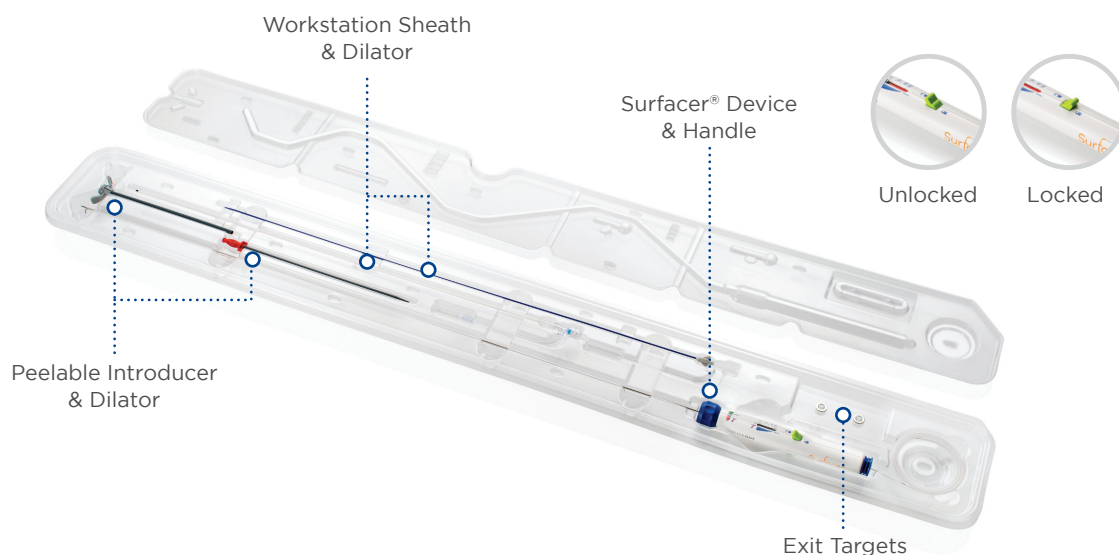 Workstation Sheath
& Dilator
Surfacer® Device
& Handle
Unlocked
Locked
Peelable Introducer
& Dilator
Exit Targets